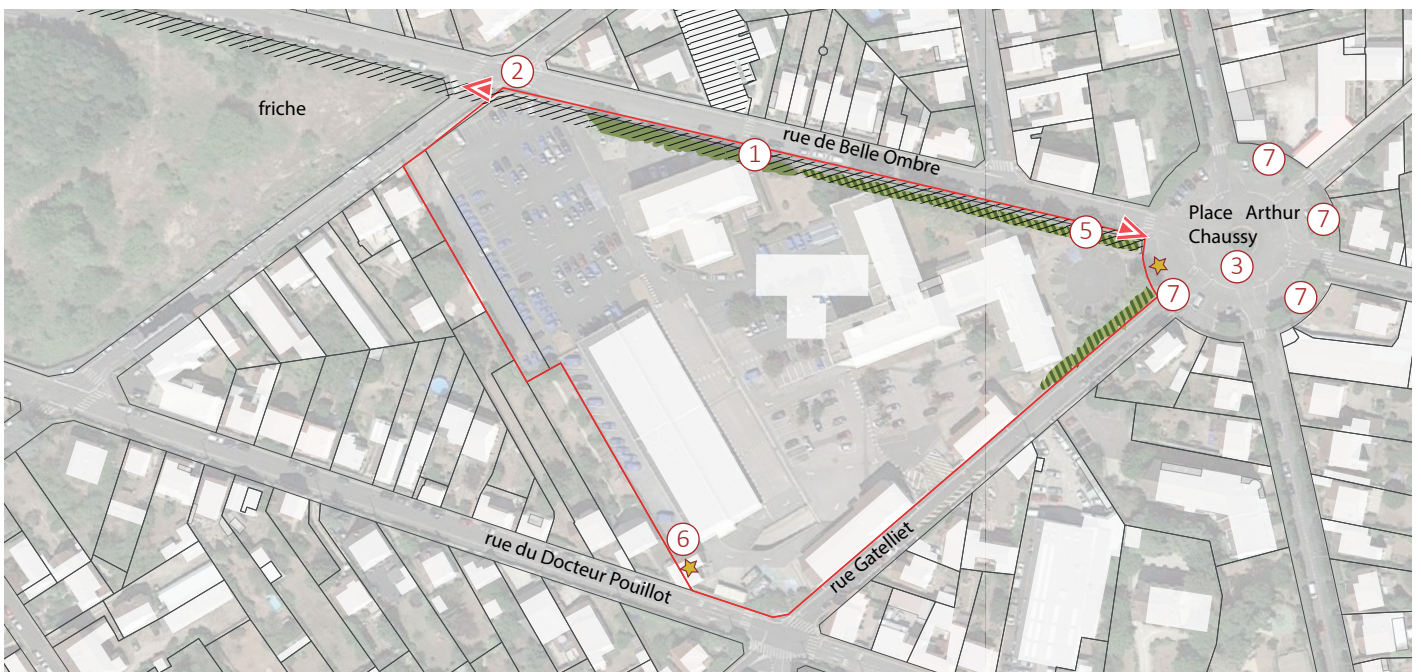 2
friche
rue de Belle Ombre
1
7
Place Arthur
Chaussy
7
5
3
7
7
6
rue du Docteur Pouillot
rue Gatelliet